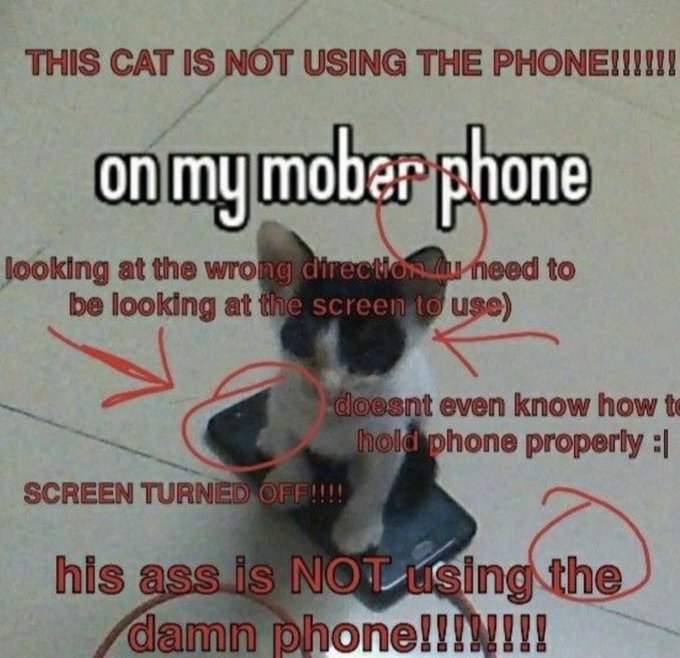 THIS CAT IS NOT USING THE PHONE!!!!!!
on my mober phone
looking at the wrong direction (u need to
be looking at the screen to use)
doesnt even know how to
hold phone properly :|
SCREEN TURNED OFF!!!!
his ass is NOT using the
damn phone!!!!!!!!